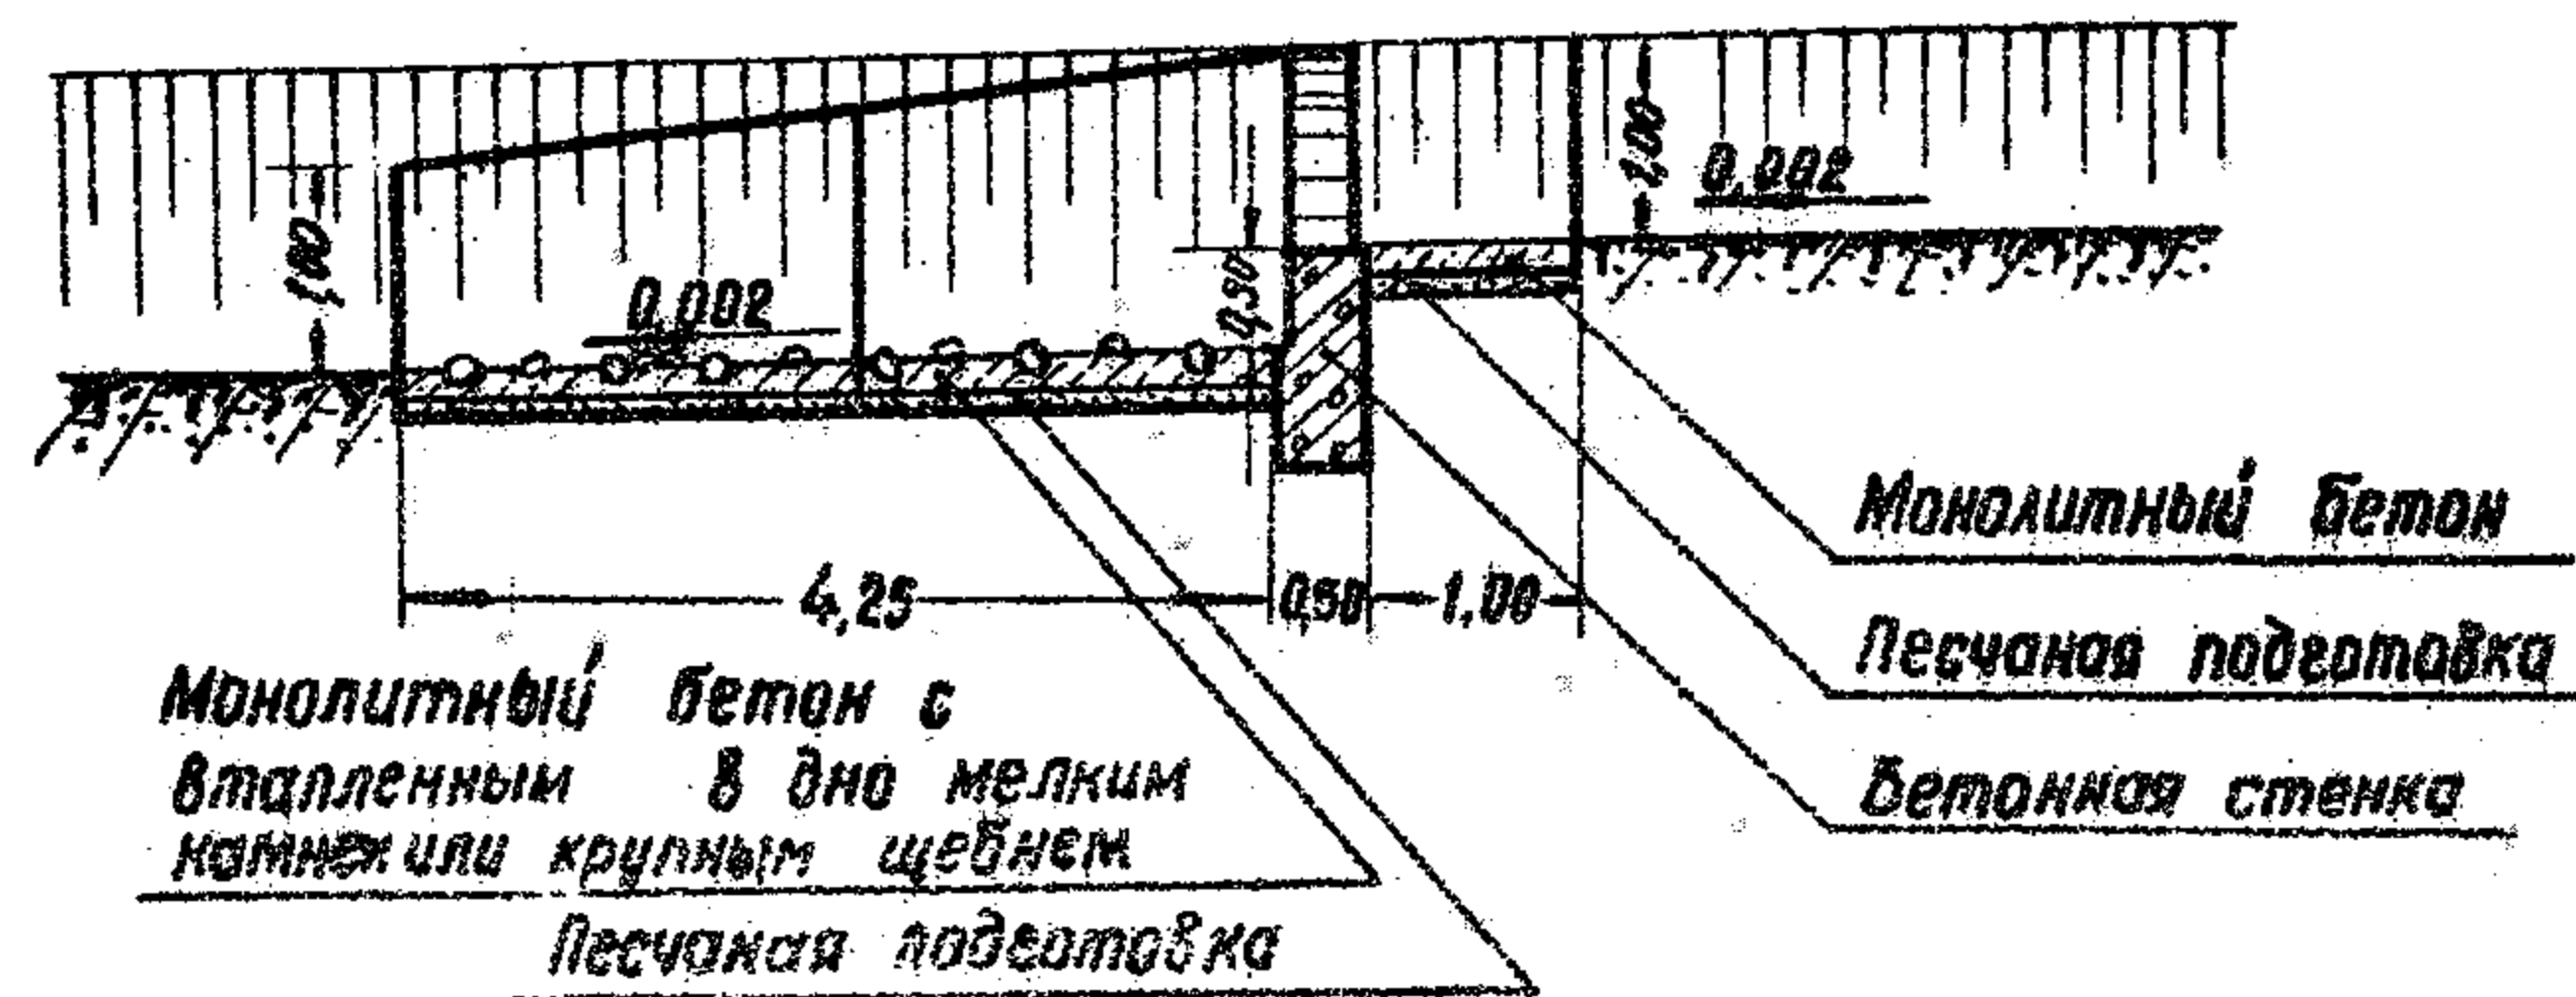 1,00
0,002
0,50
1,00
0,002
4,25
0,50
1,00
Монолитный бетон
Песчаная подготовка
Бетонная стенка
Монолитный бетон с
втапленным в дно мелким
камнем или крупным щебнем
Песчаная подготовка